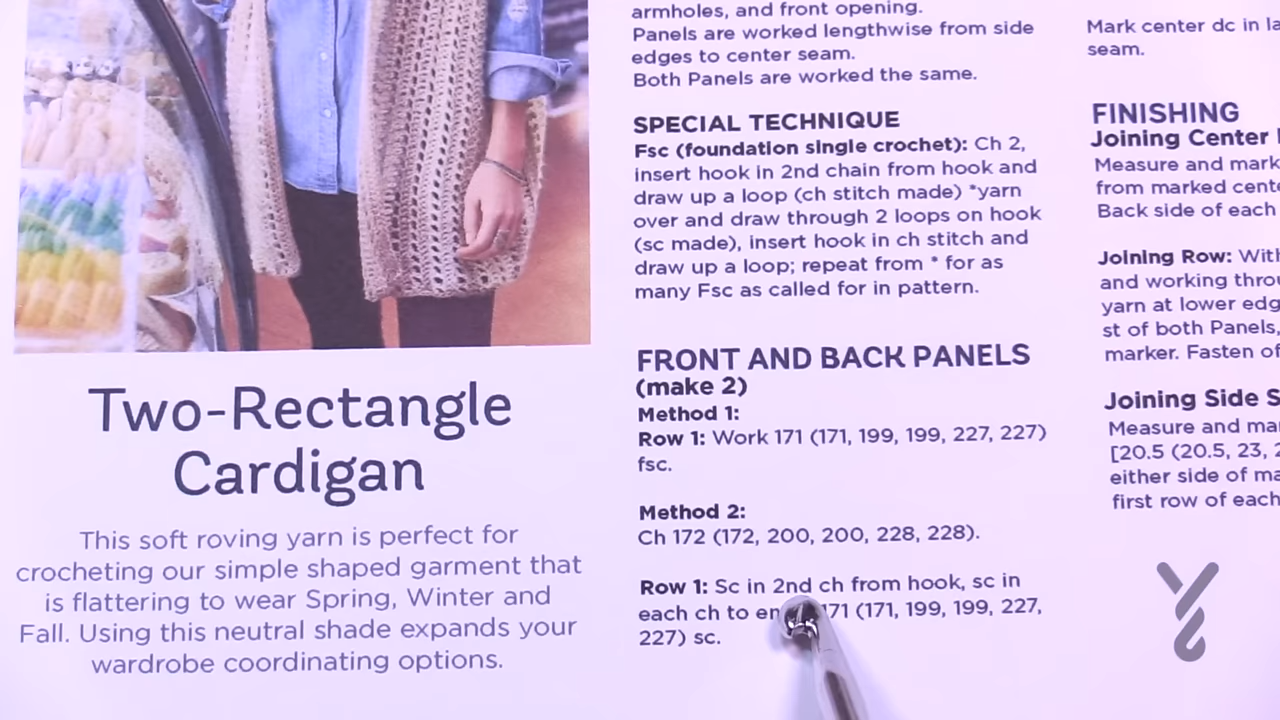 Two-Rectangle
Cardigan
This soft roving yarn is perfect for
crocheting our simple shaped garment that
is flattering to wear Spring, Winter and
Fall. Using this neutral shade expands your
wardrobe coordinating options.
armholes, and front opening.
Panels are worked lengthwise from side
edges to center seam.
Both Panels are worked the same.
SPECIAL TECHNIQUE
Fsc (foundation single crochet): Ch 2,
insert hook in 2nd chain from hook and
draw up a loop (ch stitch made) *yarn
over and draw through 2 loops on hook
(sc made), insert hook in ch stitch and
draw up a loop; repeat from * for as
many Fsc as called for in pattern.
FRONT AND BACK PANELS
(make 2)
Method 1:
Row 1: Work 171 (171, 199, 199, 227, 227)
fsc.
Method 2:
Ch 172 (172, 200, 200, 228, 228).
Row 1: Sc in 2nd ch from hook, sc in
each ch to 171 (171, 199, 199, 227,
227) sc.
Mark center dc in
seam.
FINISHING
Joining Center
Measure and mark
from marked
Back side of each
Joining Row:
and working
yarn at lower
st of both Panels,
marker. Fasten
Joining Side
Measure and
[20.5 (20.5, 23,
either side of
first row of each